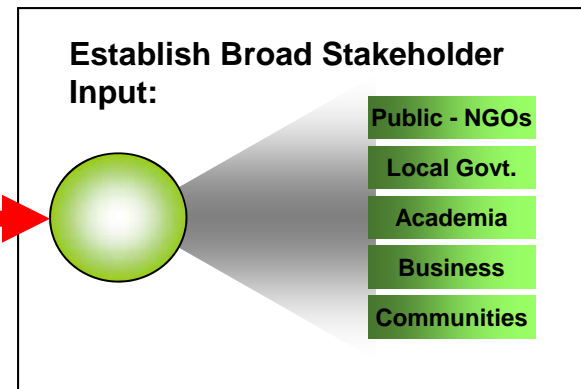 Establish Broad Stakeholder
Input:
Public - NGOs
Local Govt.
Academia
Business
Communities